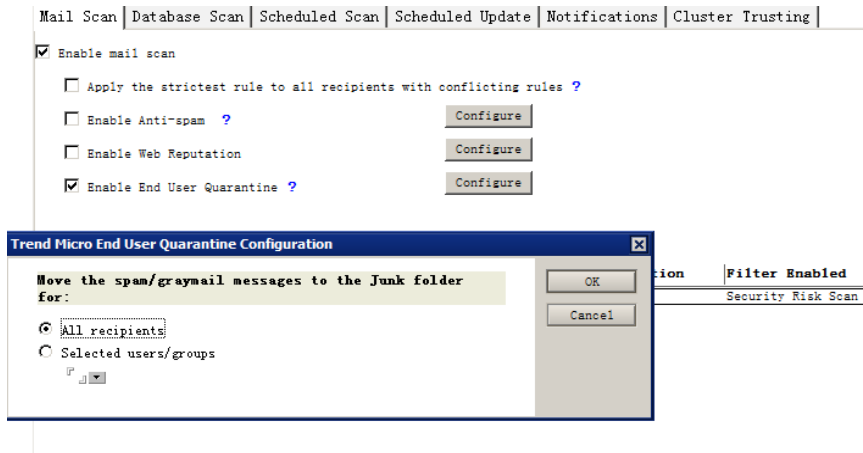 Mail Scan Database Scan Scheduled Scan Scheduled Update Notifications Cluster Trusting
Enable mail scan
Apply the strictest rule to all recipients with conflicting rules ?
Enable Anti-spam ? Configure
Enable Web Reputation Configure
Enable End User Quarantine ? Configure
Trend Micro End User Quarantine Configuration
Move the spam/graymail messages to the Junk folder
for:
OK
All recipients
Cancel
Selected users/groups
tion Filter Enabled
Security Risk Scan